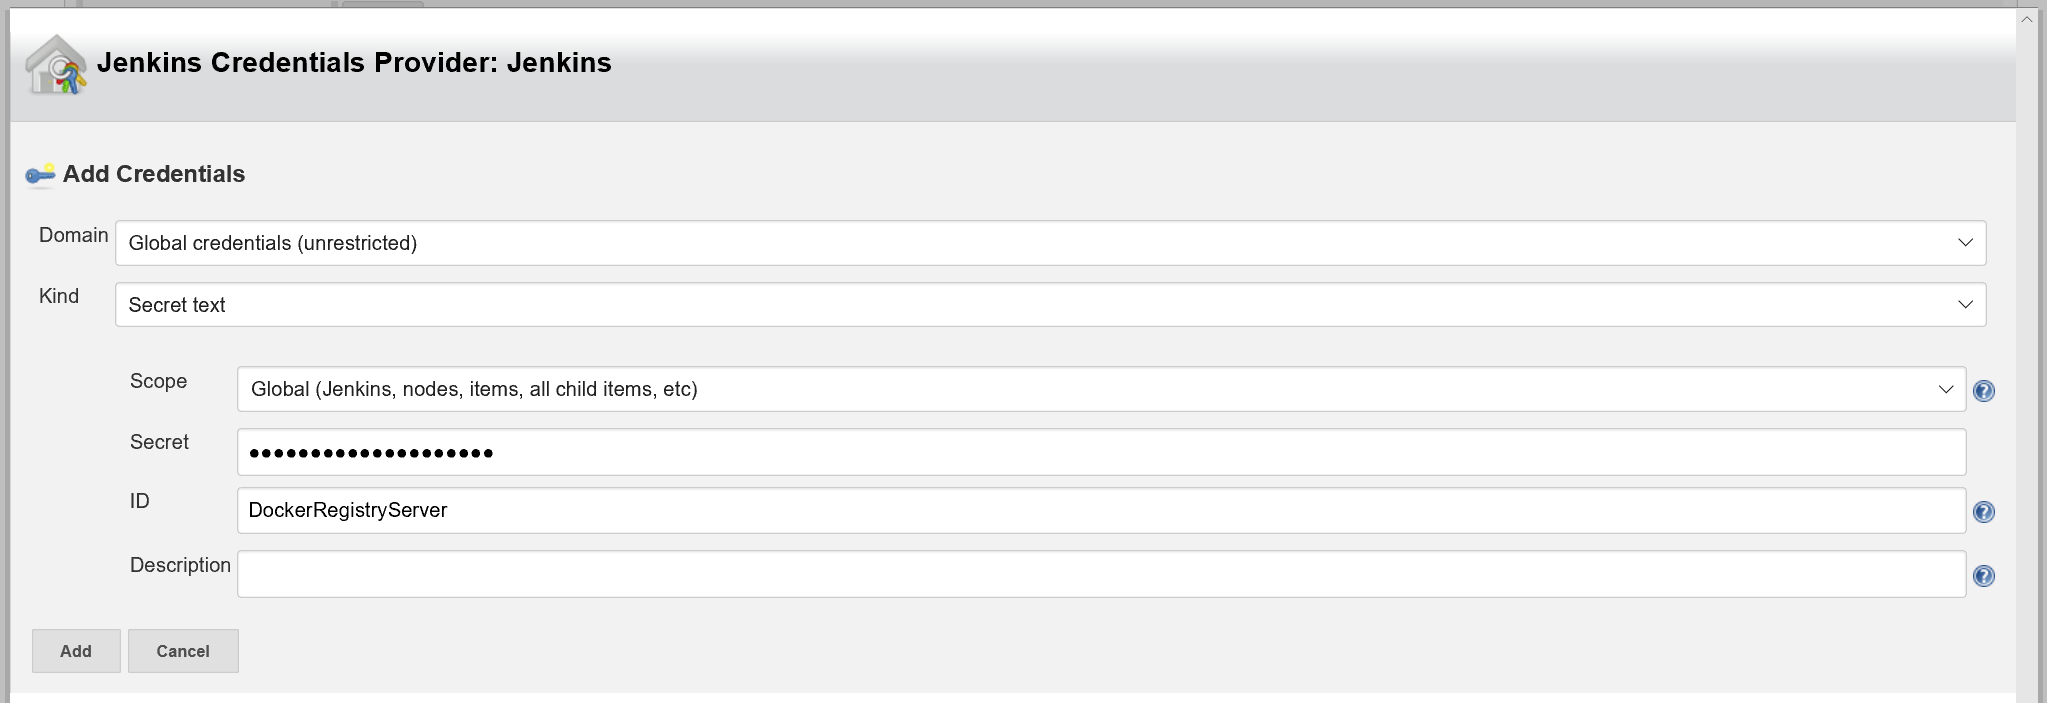 Jenkins Credentials Provider: Jenkins
Add Credentials
Domain
Global credentials (unrestricted)
Kind
Secret text
Scope
Global (Jenkins, nodes, items, all child items, etc)
Secret
••••••••••••••••••••
ID
DockerRegistryServer
Description
Add
Cancel